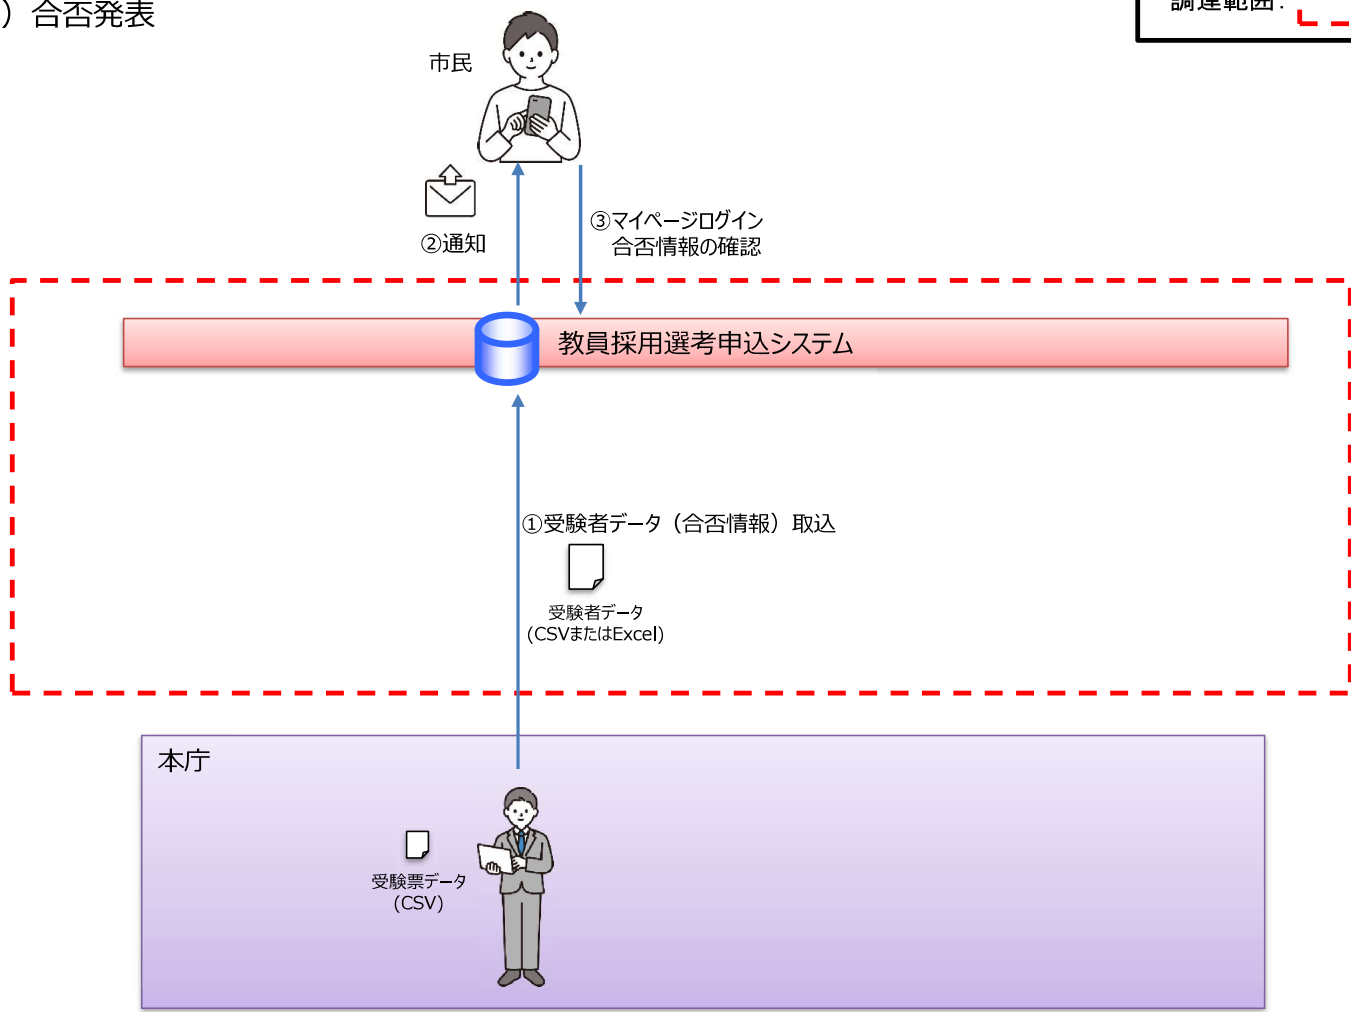 ）合否発表
調達範囲：
市民
②通知
③マイページログイン
合否情報の確認
教員採用選考申込システム
①受験者データ（合否情報）取込
受験者データ
(CSVまたはExcel)
本庁
受験票データ
(CSV)